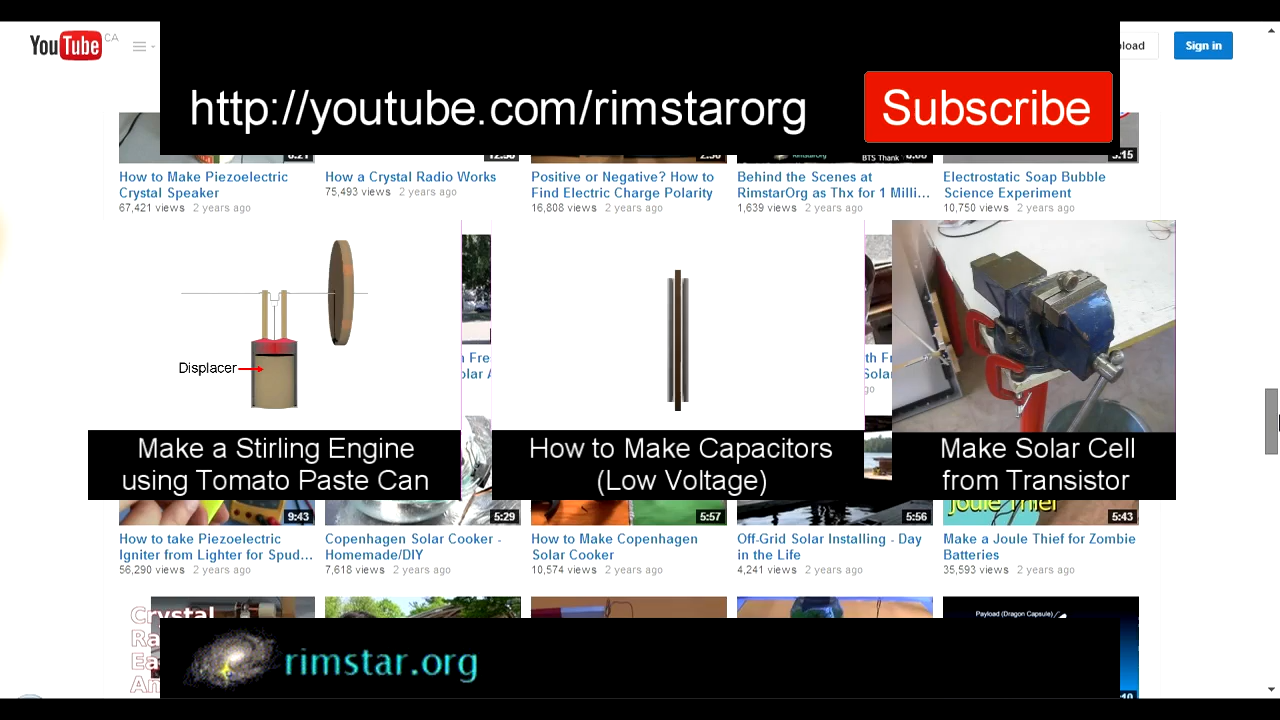 YouTube CA
Upload
Sign in
http://youtube.com/rimstarorg
Subscribe
BTS Thank
3:15
How to Make Piezoelectric
Crystal Speaker
67,421 views 2 years ago
How a Crystal Radio Works
75,493 views 2 years ago
Positive or Negative? How to
Find Electric Charge Polarity
16,808 views 2 years ago
Behind the Scenes at
RimstarOrg as Thx for 1 Milli...
1,639 views 2 years ago
Electrostatic Soap Bubble
Science Experiment
10,750 views 2 years ago
Displacer
Make a Stirling Engine
using Tomato Paste Can
How to Make Capacitors
(Low Voltage)
Make Solar Cell
from Transistor
9:43
5:29
5:57
5:56
Joule Thief
5:43
How to take Piezoelectric
Igniter from Lighter for Spud...
56,290 views 2 years ago
Copenhagen Solar Cooker -
Homemade/DIY
7,618 views 2 years ago
How to Make Copenhagen
Solar Cooker
10,574 views 2 years ago
Off-Grid Solar Installing - Day
in the Life
4,241 views 2 years ago
Make a Joule Thief for Zombie
Batteries
35,593 views 2 years ago
Crystal
Payload (Dragon Capsule)
rimstar.org